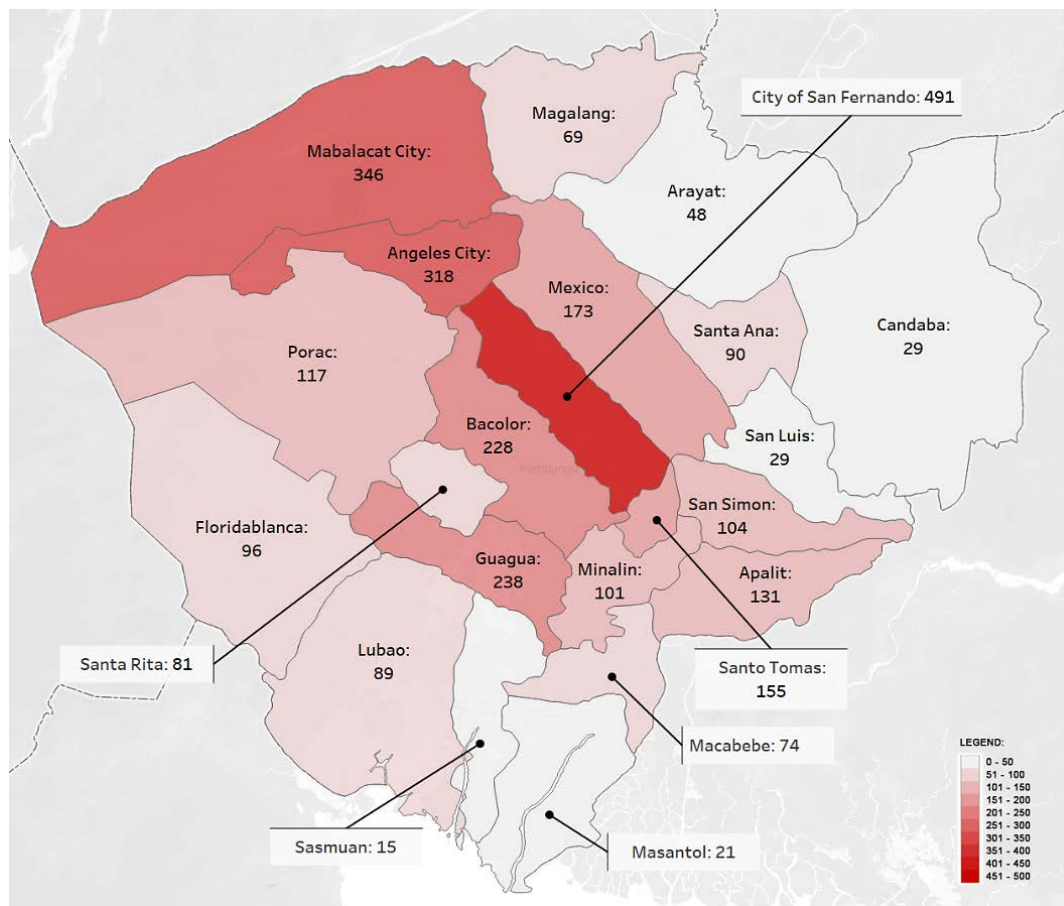 City of San Fernando: 491
Magalang:
69
Mabalacat City:
346
Arayat:
48
Angeles City:
318
Mexico:
173
Santa Ana:
90
Candaba:
29
Porac:
117
Bacolor:
228
San Luis:
29
Pampanga
San Simon:
104
Floridablanca:
96
Guagua:
238
Minalin:
101
Apalit:
131
Santa Rita: 81
Lubao:
89
Santo Tomas:
155
Macabebe: 74
Sasmuan: 15
Masantol: 21
LEGEND:
0 - 50
51 - 100
101 - 150
151 - 200
201 - 250
251 - 300
301 - 350
351 - 400
401 - 450
451 - 500